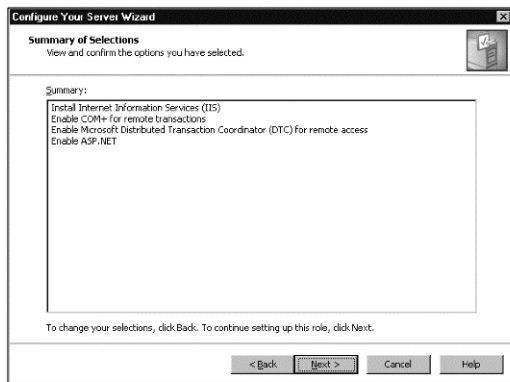 Configure Your Server Wizard
Summary of Selections
View and confirm the options you have selected.
Summary:
Install Internet Information Services (IIS)
Enable COM+ for remote transactions
Enable Microsoft Distributed Transaction Coordinator (DTC) for remote access
Enable ASP.NET
To change your selections, click Back. To continue setting up this role, click Next.
< Back Next > Cancel Help